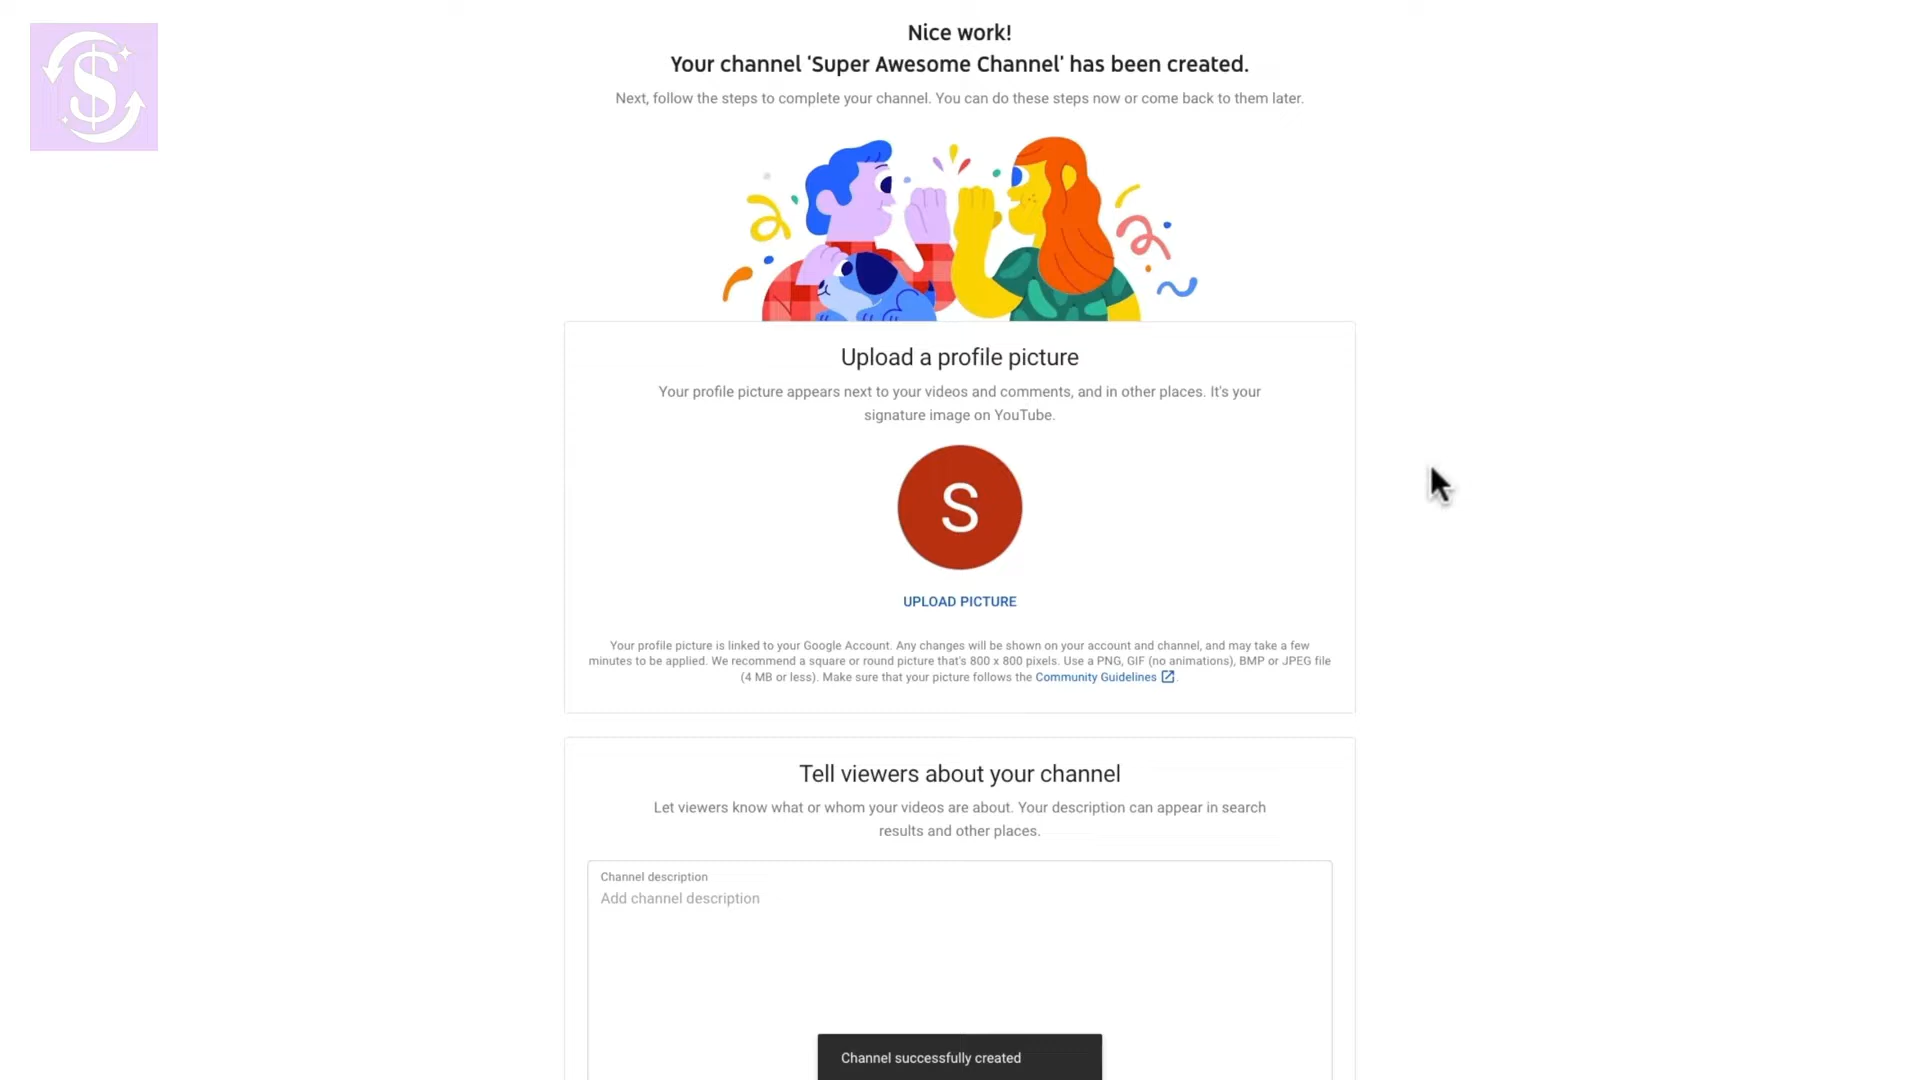 Nice work!
Your channel 'Super Awesome Channel' has been created.
Next, follow the steps to complete your channel. You can do these steps now or come back to them later.
Upload a profile picture
Your profile picture appears next to your videos and comments, and in other places. It's your
signature image on YouTube.
S
UPLOAD PICTURE
Your profile picture is linked to your Google Account. Any changes will be shown on your account and channel, and may take a few
minutes to be applied. We recommend a square or round picture that's 800 x 800 pixels. Use a PNG, GIF (no animations), BMP or JPEG file
(4 MB or less). Make sure that your picture follows the Community Guidelines .
Tell viewers about your channel
Let viewers know what or whom your videos are about. Your description can appear in search
results and other places.
Channel description
Add channel description
Channel successfully created